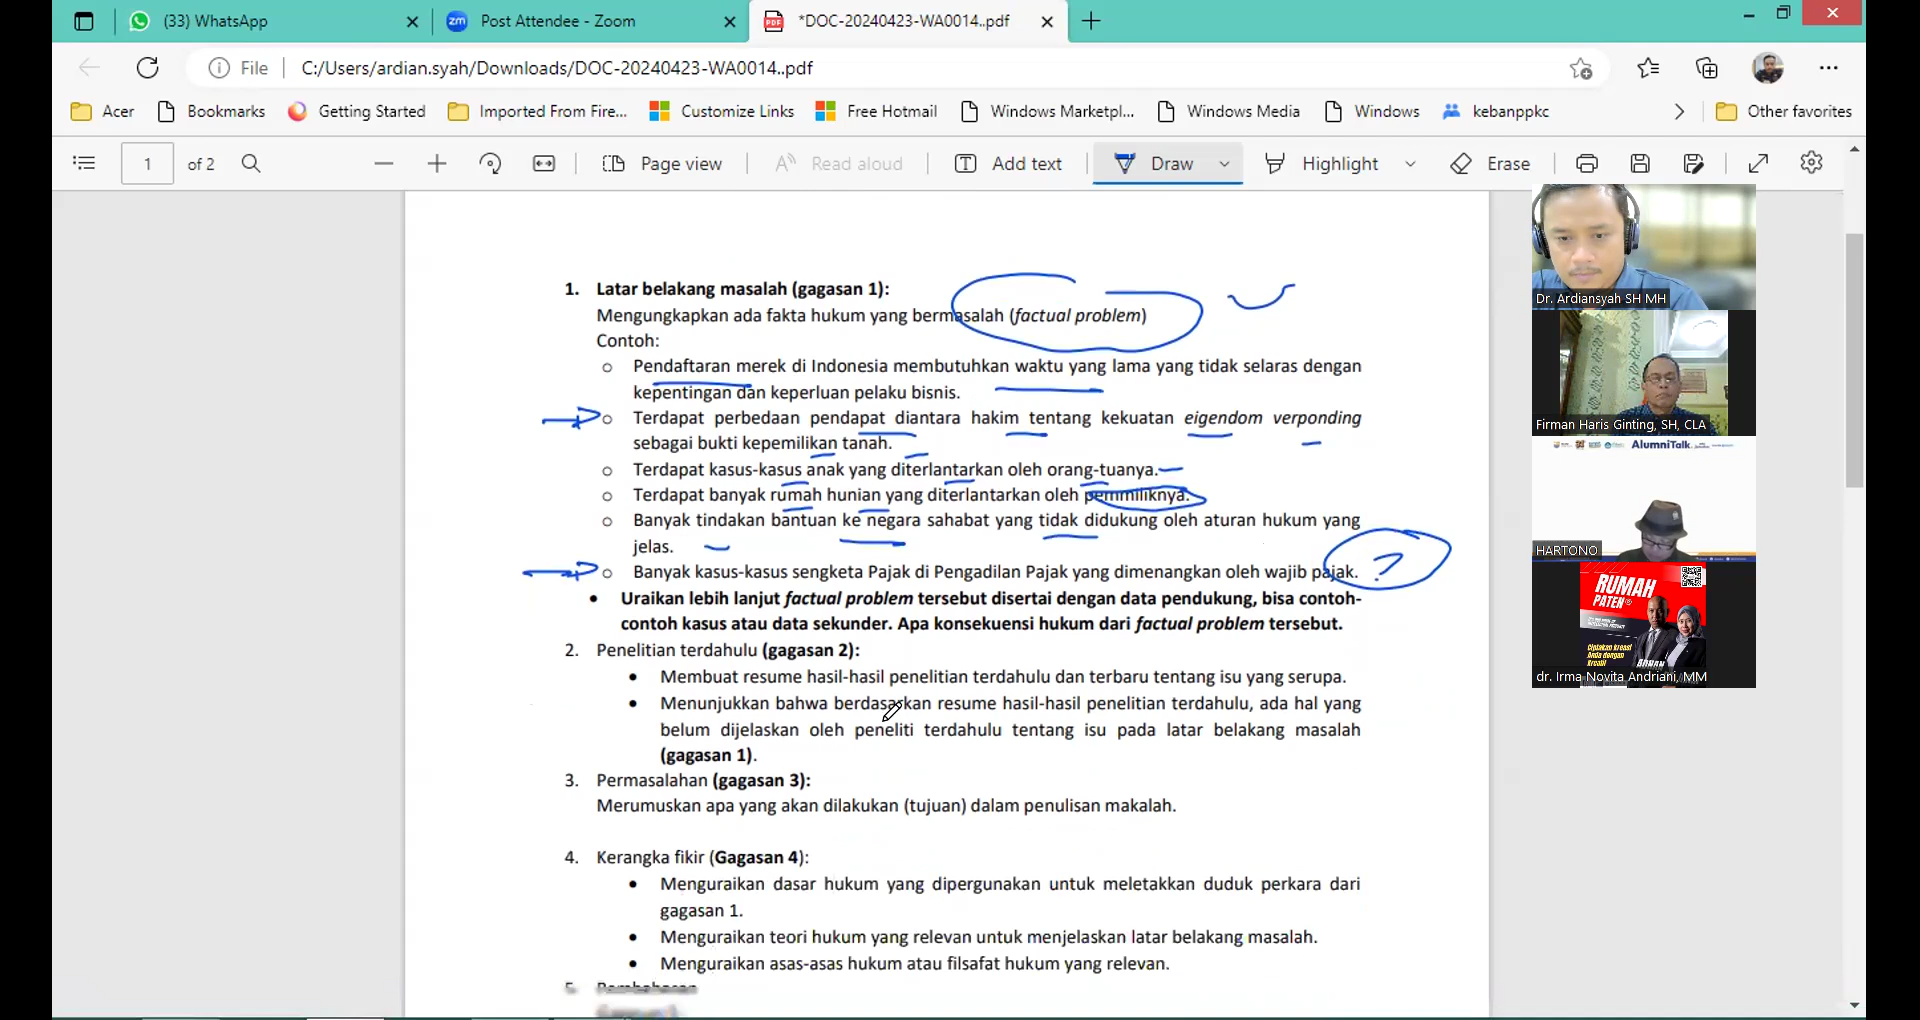 (33) WhatsApp
Post Attendee - Zoom
*DOC-20240423-WA0014..pdf
File
C:/Users/ardian.syah/Downloads/DOC-20240423-WA0014..pdf
Acer
Bookmarks
Getting Started
Imported From Fire...
Customize Links
Free Hotmail
Windows Marketpl...
Windows Media
Windows
kebanppkc
Other favorites
1 of 2
Page view
Read aloud
Add text
Draw
Highlight
Erase
1. Latar belakang masalah (gagasan 1):
Mengungkapkan ada fakta hukum yang bermasalah (factual problem)
Contoh:
o Pendaftaran merek di Indonesia membutuhkan waktu yang lama yang tidak selaras dengan
kepentingan dan keperluan pelaku bisnis.
o Terdapat perbedaan pendapat diantara hakim tentang kekuatan eigendom verponding
sebagai bukti kepemilikan tanah.
o Terdapat kasus-kasus anak yang diterlantarkan oleh orang-tuanya.
o Terdapat banyak rumah hunian yang diterlantarkan oleh pemmiliknya.
o Banyak tindakan bantuan ke negara sahabat yang tidak didukung oleh aturan hukum yang
jelas.
o Banyak kasus-kasus sengketa Pajak di Pengadilan Pajak yang dimenangkan oleh wajib pajak.
?
• Uraikan lebih lanjut factual problem tersebut disertai dengan data pendukung, bisa contoh-
contoh kasus atau data sekunder. Apa konsekuensi hukum dari factual problem tersebut.
2. Penelitian terdahulu (gagasan 2):
• Membuat resume hasil-hasil penelitian terdahulu dan terbaru tentang isu yang serupa.
• Menunjukkan bahwa berdasarkan resume hasil-hasil penelitian terdahulu, ada hal yang
belum dijelaskan oleh peneliti terdahulu tentang isu pada latar belakang masalah
(gagasan 1).
3. Permasalahan (gagasan 3):
Merumuskan apa yang akan dilakukan (tujuan) dalam penulisan makalah.
4. Kerangka fikir (Gagasan 4):
• Menguraikan dasar hukum yang dipergunakan untuk meletakkan duduk perkara dari
gagasan 1.
• Menguraikan teori hukum yang relevan untuk menjelaskan latar belakang masalah.
• Menguraikan asas-asas hukum atau filsafat hukum yang relevan.
5. Pembahasan
Dr. Ardiansyah SH MH
Firman Haris Ginting, SH, CLA
AlumniTalk
HARTONO
RUMAH
PATEN
Ciptakan Kreasi
Anda dengan
Kreatif
dr. Irma Novita Andriani, MM